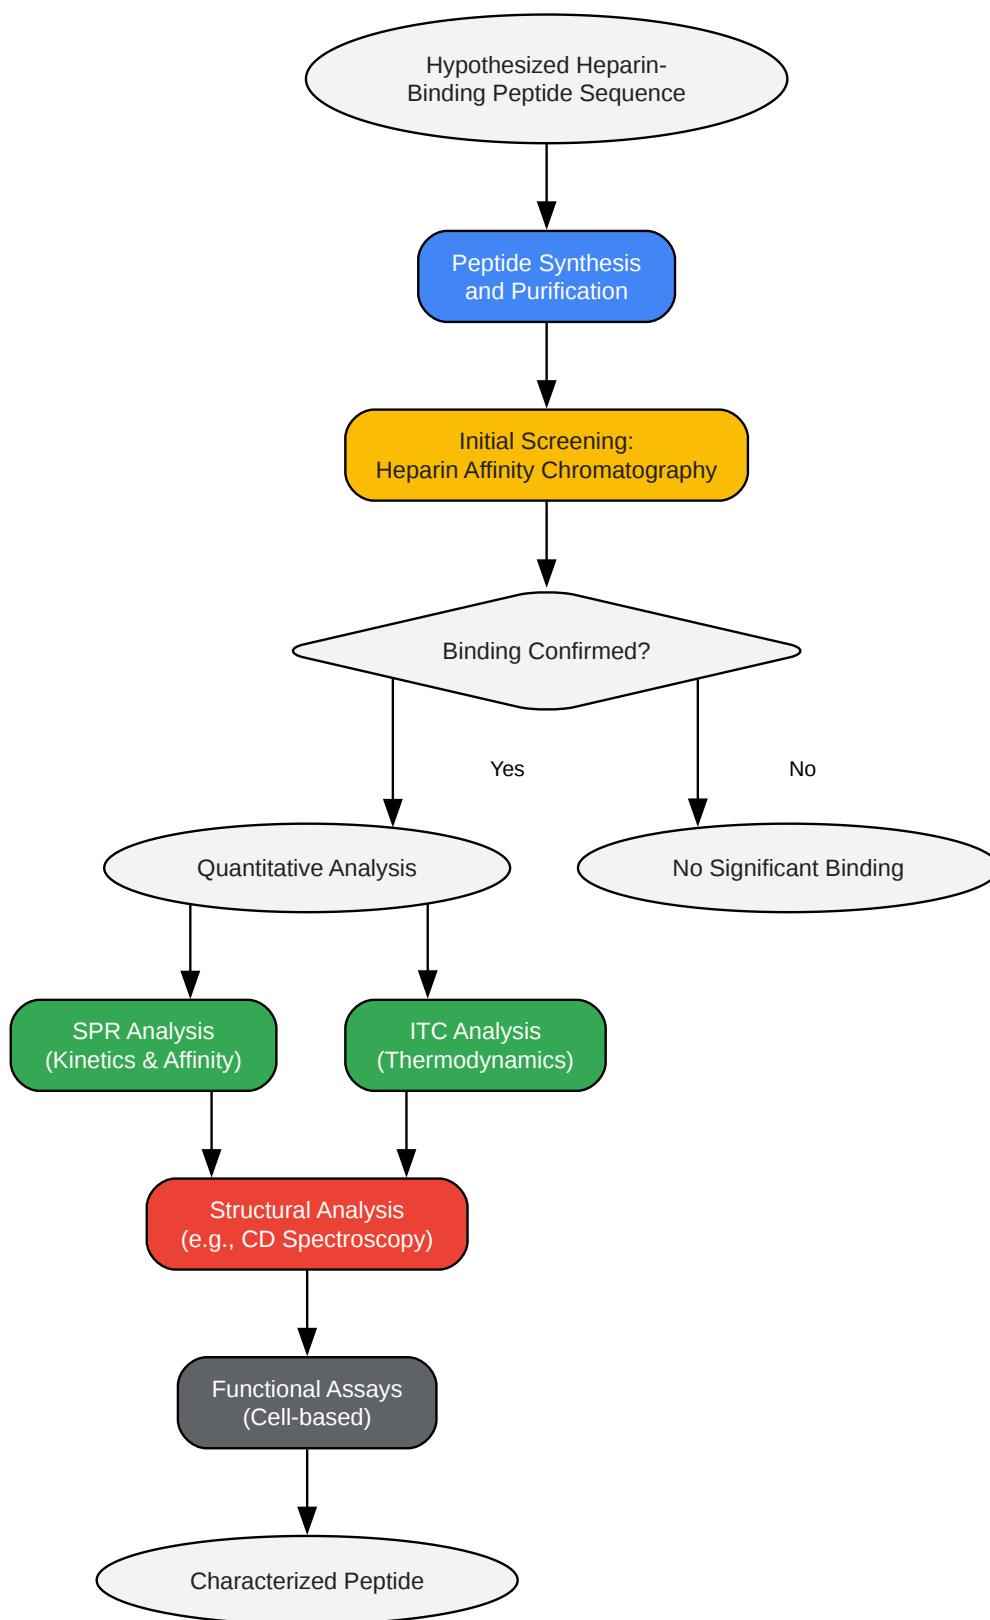 Hypothesized Heparin-
Binding Peptide Sequence
Peptide Synthesis
and Purification
Initial Screening:
Heparin Affinity Chromatography
Binding Confirmed?
Yes
No
Quantitative Analysis
No Significant Binding
SPR Analysis
(Kinetics & Affinity)
ITC Analysis
(Thermodynamics)
Structural Analysis
(e.g., CD Spectroscopy)
Functional Assays
(Cell-based)
Characterized Peptide